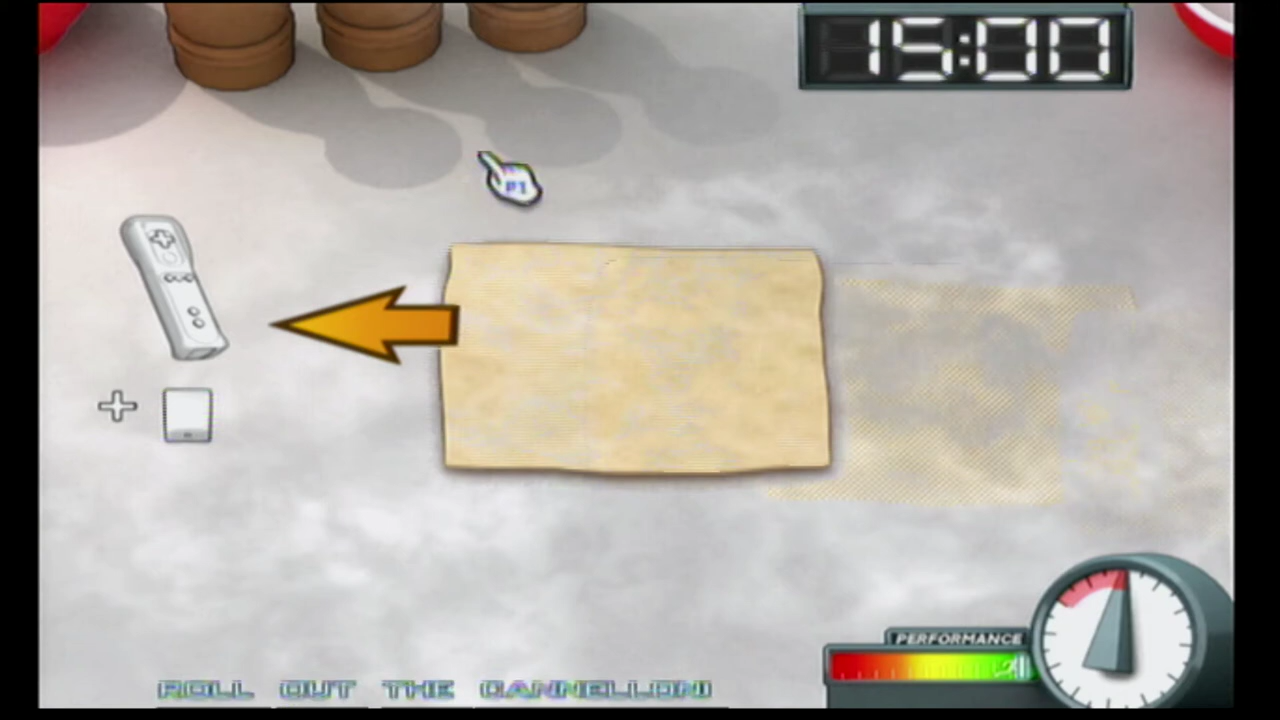 15:00
P1
PERFORMANCE
ROLL OUT THE CANNELLONI